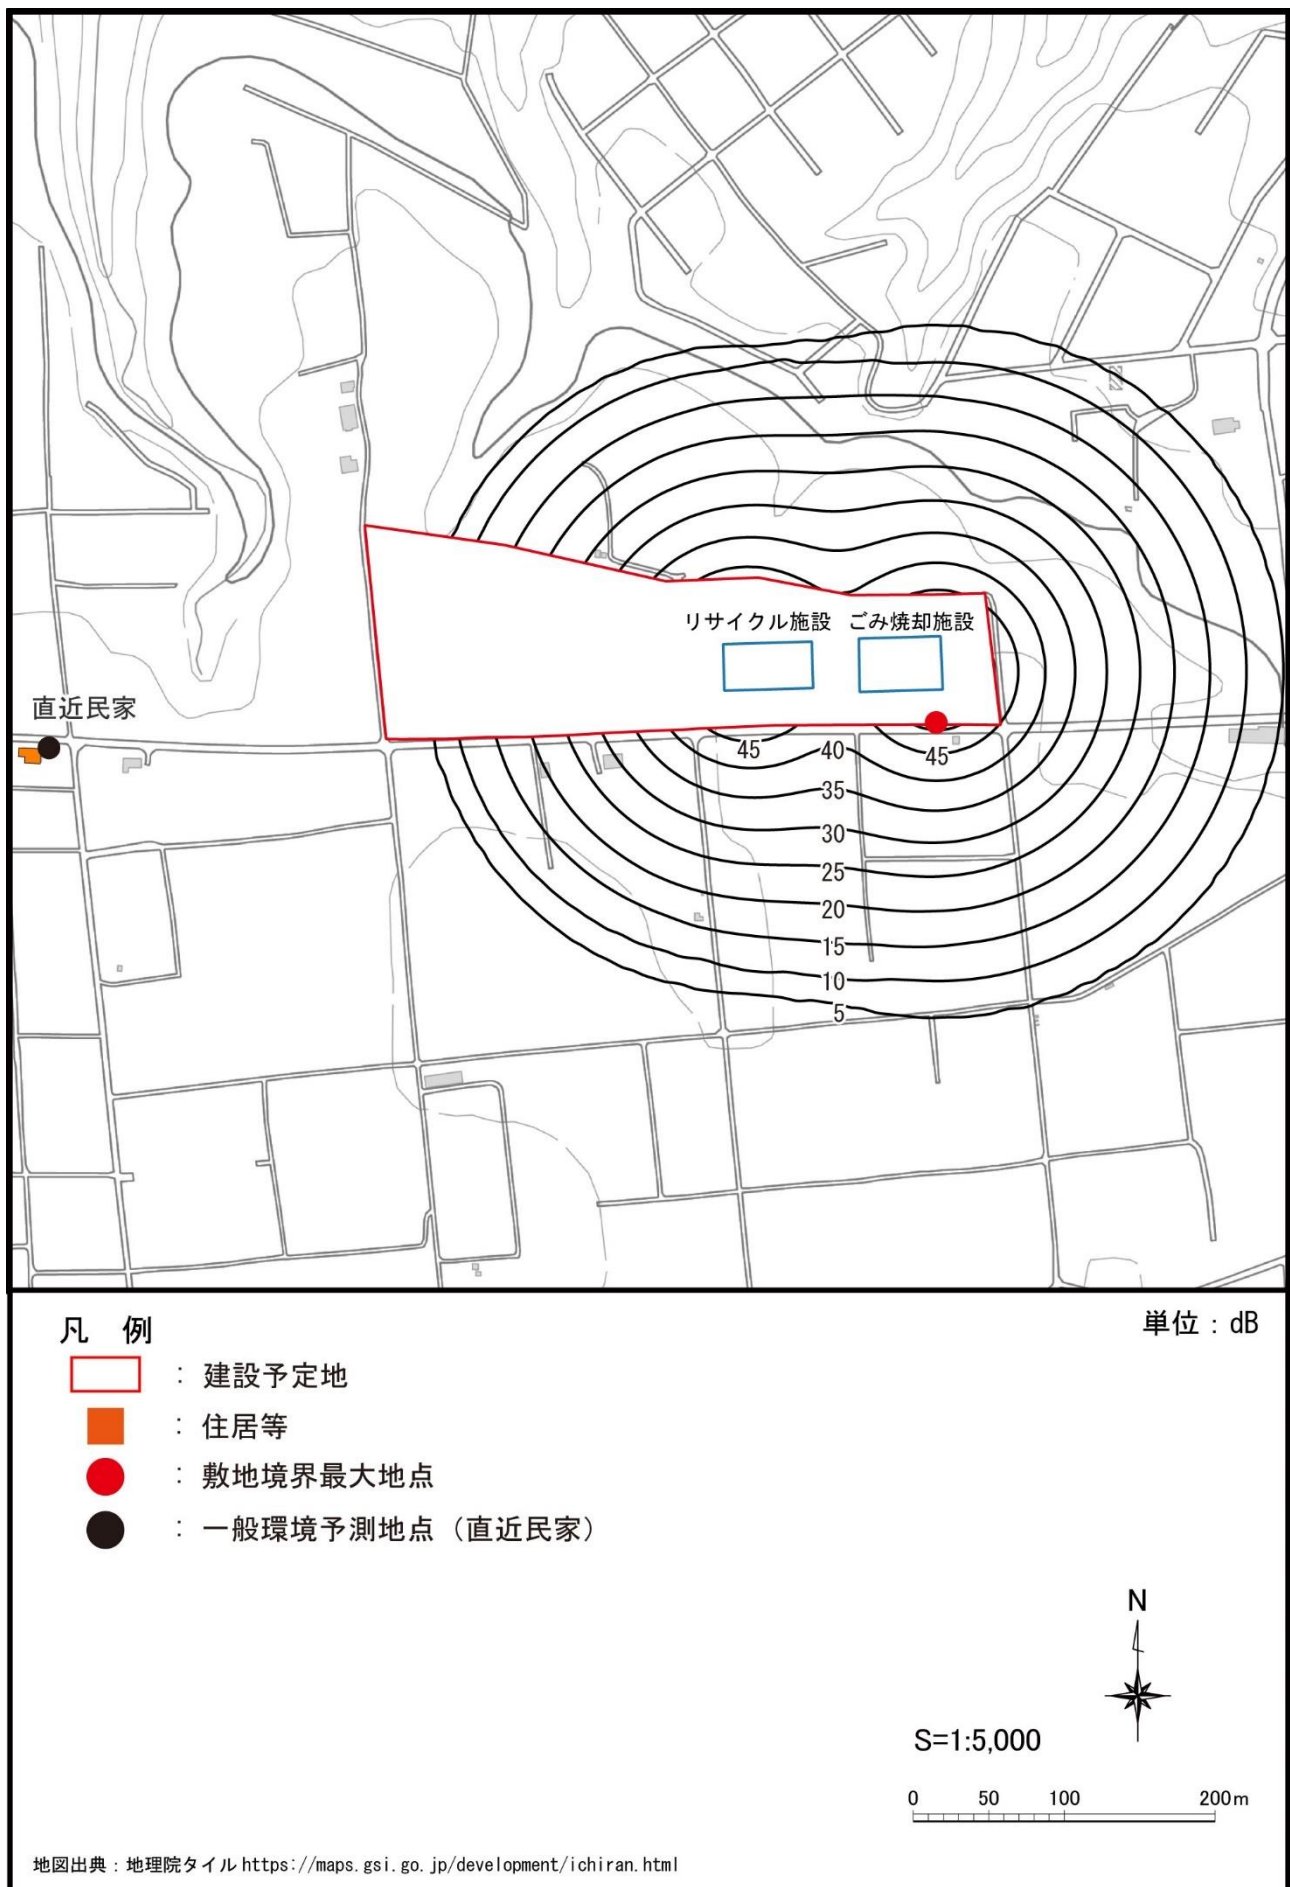 リサイクル施設 ごみ焼却施設
直近民家
45 40 45
35
30
25
20
15
10
5
凡 例
単位：dB
：建設予定地
：住居等
：敷地境界最大地点
：一般環境予測地点（直近民家）
N
S=1:5,000
0 50 100 200m
地図出典：地理院タイル https://maps.gsi.go.jp/development/ichiran.html